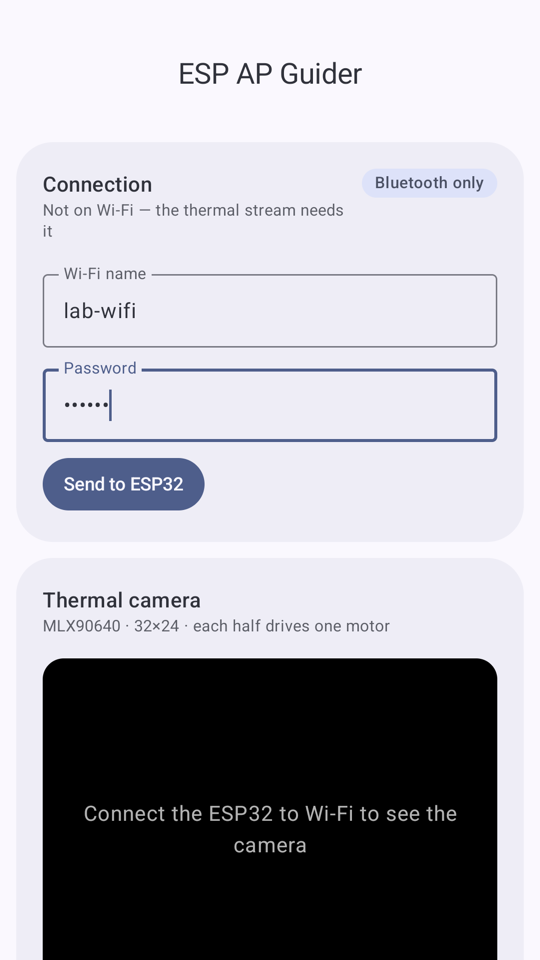 ESP AP Guider
Connection
Bluetooth only
Not on Wi-Fi — the thermal stream needs
it
Wi-Fi name
lab-wifi
Password
••••••
Send to ESP32
Thermal camera
MLX90640 · 32×24 · each half drives one motor
Connect the ESP32 to Wi-Fi to see the
camera